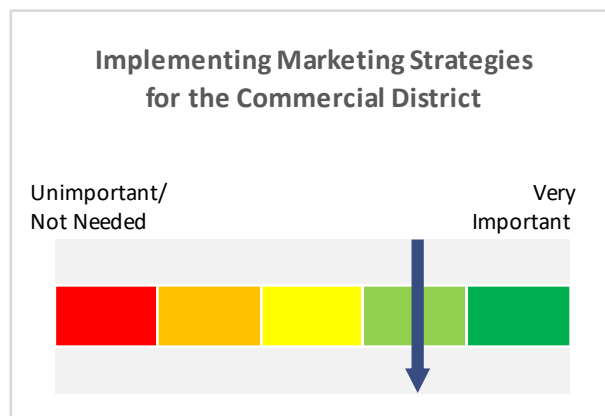 Implementing Marketing Strategies
for the Commercial District
Unimportant/
Not Needed
Very
Important